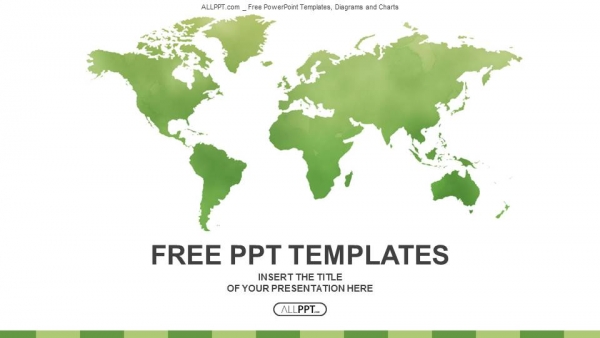 ALLPPT.com _ Free PowerPoint Templates, Diagrams and Charts
FREE PPT TEMPLATES
INSERT THE TITLE
OF YOUR PRESENTATION HERE
ALLPPT.com